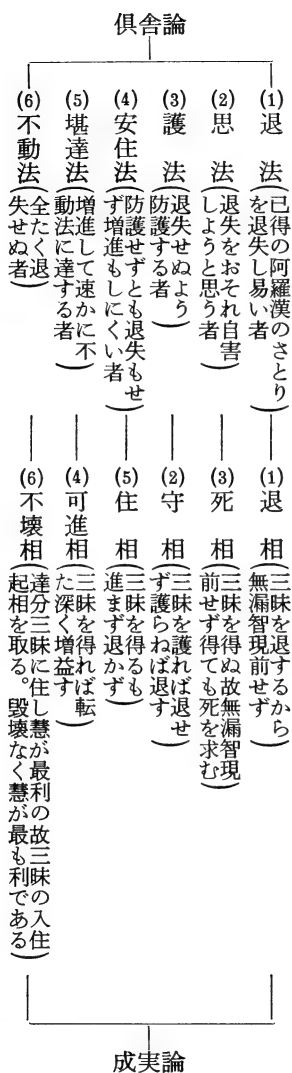 倶舎論
(1)退　法(已得の阿羅漢のさとり
を退失し易い者)
(2)思　法(退失をおそれ自害
しようと思う者)
(3)護　法(退失せぬよう
防護する者)
(4)安住法(防護せずとも退失もせ
ず増進もしにくい者)
(5)堪達法(増進して速かに不
動法に達する者)
(6)不動法(全たく退
失せぬ者)
(1)退　相(三昧を退するから
無漏智現前せず)
(3)死　相(三昧を得ぬ故無漏智現
前せず得ても死を求む)
(2)守　相(三昧を護れば退せ
ず護らねば退す)
(5)住　相(三昧を得るも
進まず退かず)
(4)可進相(三昧を得れば転
た深く増益す)
(6)不壊相(達分三昧に住し慧が最利の故三昧の入住
起相を取る。毀壊なく慧が最も利である)
成実論